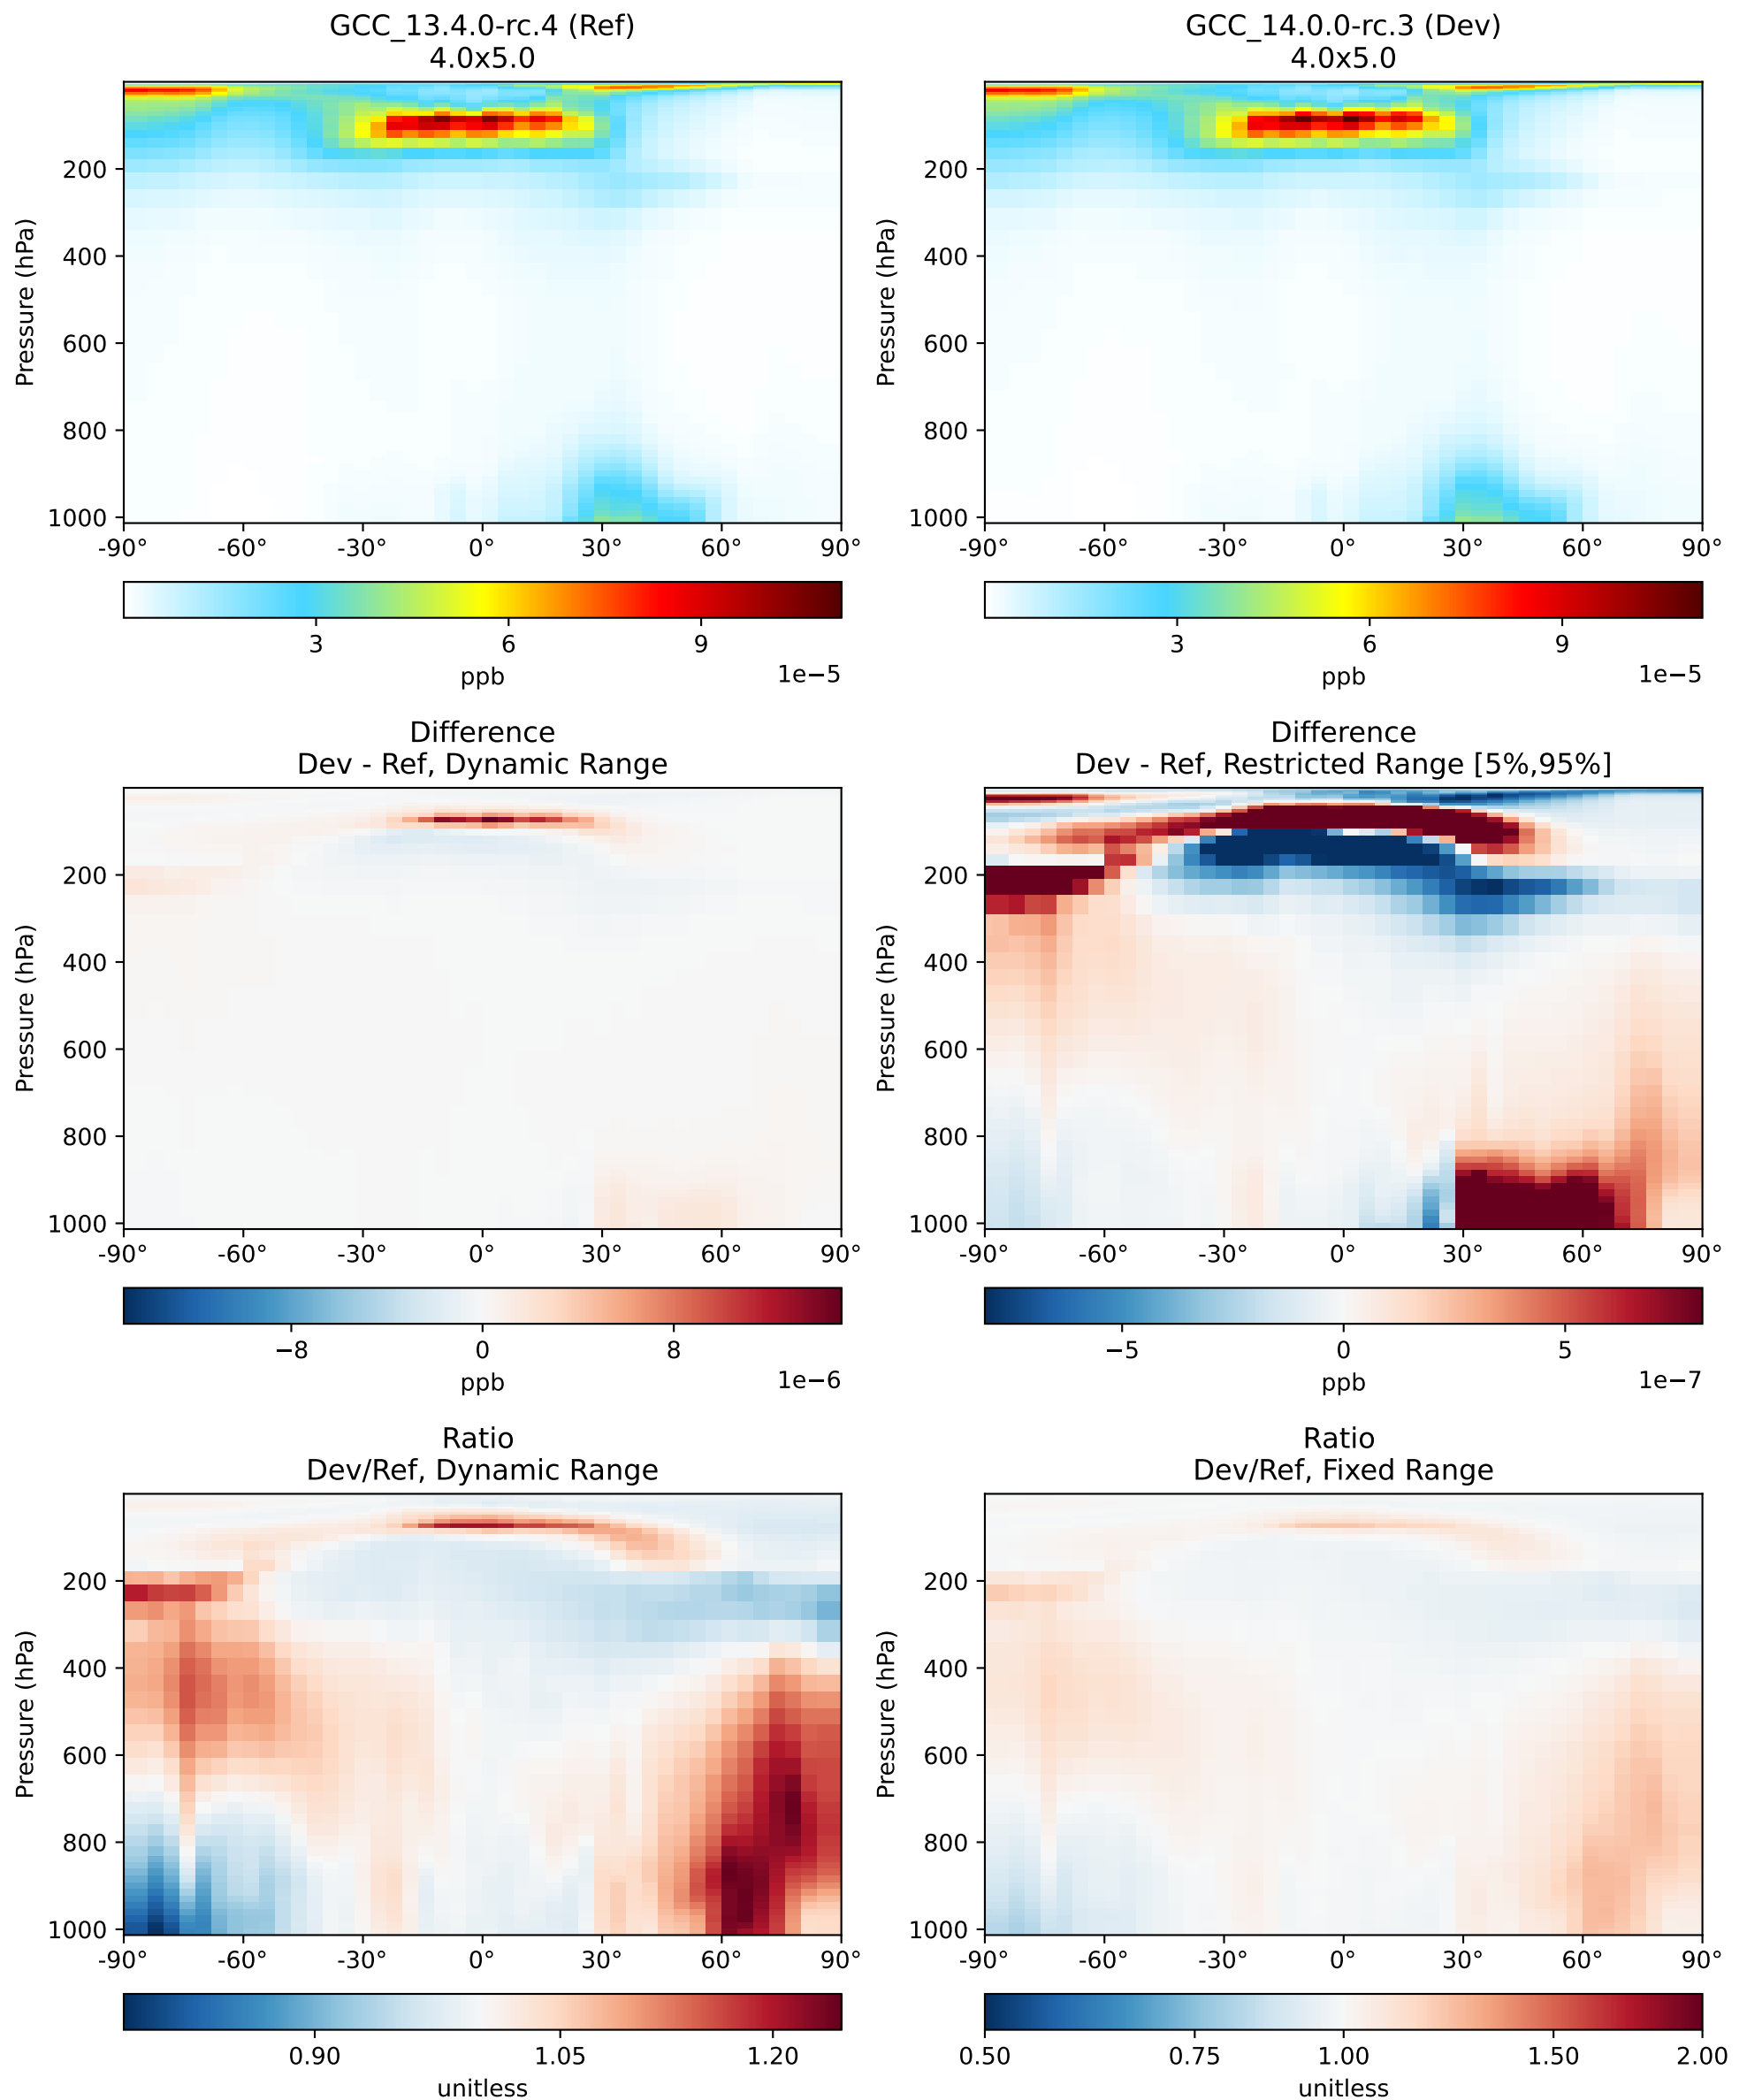 GCC_13.4.0-rc.4 (Ref)
4.0x5.0
Pressure (hPa)
200
400
600
800
1000
-90° -60° -30° 0° 30° 60° 90°
3 6 9
ppb 1e−5
GCC_14.0.0-rc.3 (Dev)
4.0x5.0
Pressure (hPa)
200
400
600
800
1000
-90° -60° -30° 0° 30° 60° 90°
3 6 9
ppb 1e−5
Difference
Dev - Ref, Dynamic Range
Pressure (hPa)
200
400
600
800
1000
-90° -60° -30° 0° 30° 60° 90°
−8 0 8
ppb 1e−6
Difference
Dev - Ref, Restricted Range [5%,95%]
Pressure (hPa)
200
400
600
800
1000
-90° -60° -30° 0° 30° 60° 90°
−5 0 5
ppb 1e−7
Ratio
Dev/Ref, Dynamic Range
Pressure (hPa)
200
400
600
800
1000
-90° -60° -30° 0° 30° 60° 90°
0.90 1.05 1.20
unitless
Ratio
Dev/Ref, Fixed Range
Pressure (hPa)
200
400
600
800
1000
-90° -60° -30° 0° 30° 60° 90°
0.50 0.75 1.00 1.50 2.00
unitless